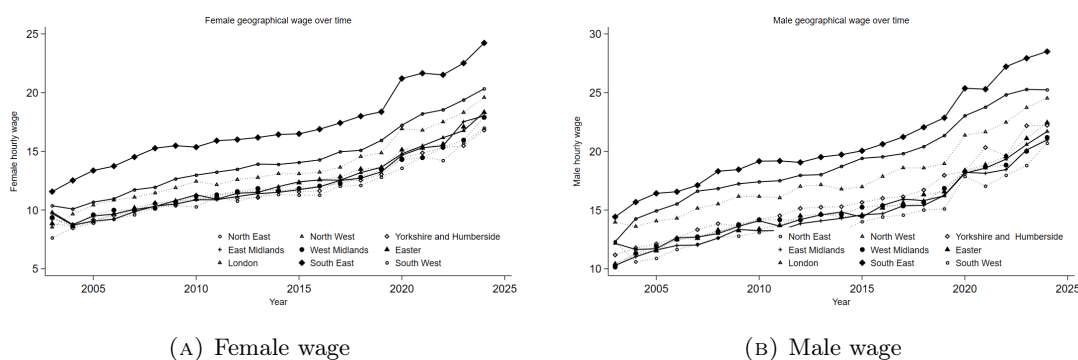 Female geographical wage over time
25
20
15
10
5
Female hourly wage
North East
North West
Yorkshire and Humberside
East Midlands
West Midlands
Easter
London
South East
South West
2005
2010
2015
2020
2025
Year
(A) Female wage
Male geographical wage over time
30
25
20
15
10
Male hourly wage
North East
North West
Yorkshire and Humberside
East Midlands
West Midlands
Easter
London
South East
South West
2005
2010
2015
2020
2025
Year
(B) Male wage